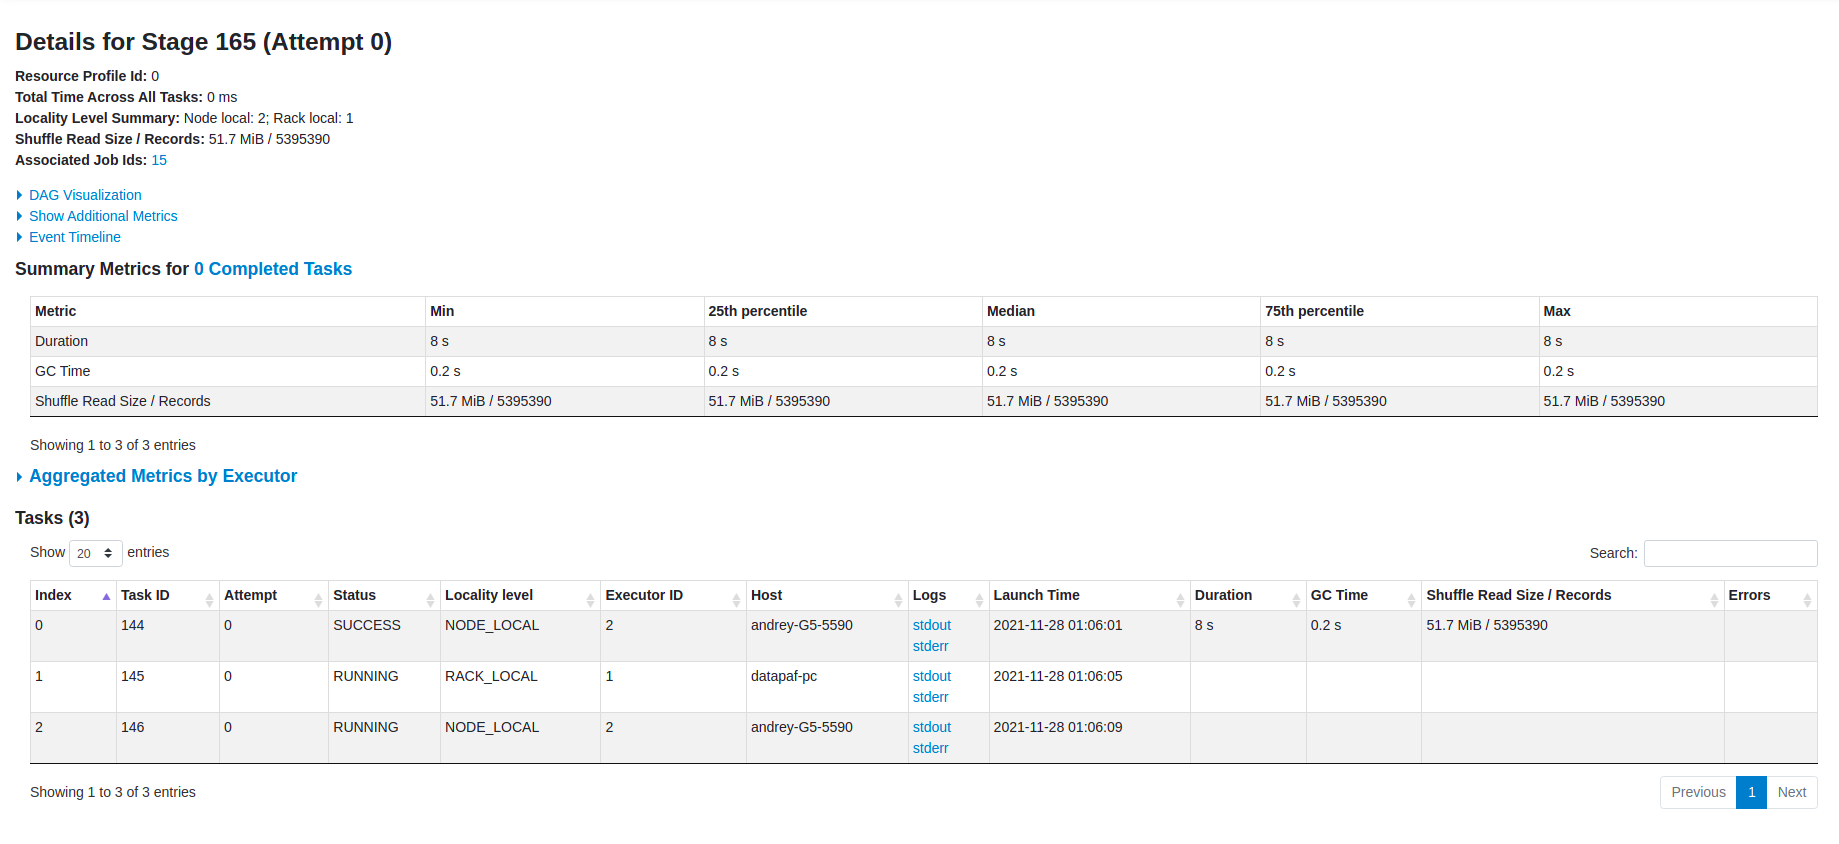 Details for Stage 165 (Attempt 0)
Resource Profile Id: 0
Total Time Across All Tasks: 0 ms
Locality Level Summary: Node local: 2; Rack local: 1
Shuffle Read Size / Records: 51.7 MiB / 5395390
Associated Job Ids: 15
DAG Visualization
Show Additional Metrics
Event Timeline
Summary Metrics for 0 Completed Tasks
Metric Min 25th percentile Median 75th percentile Max
Duration 8 s 8 s 8 s 8 s 8 s
GC Time 0.2 s 0.2 s 0.2 s 0.2 s 0.2 s
Shuffle Read Size / Records 51.7 MiB / 5395390 51.7 MiB / 5395390 51.7 MiB / 5395390 51.7 MiB / 5395390 51.7 MiB / 5395390
Showing 1 to 3 of 3 entries
Aggregated Metrics by Executor
Tasks (3)
Show 20 entries Search:
Index Task ID Attempt Status Locality level Executor ID Host Logs Launch Time Duration GC Time Shuffle Read Size / Records Errors
0 144 0 SUCCESS NODE_LOCAL 2 andrey-G5-5590 stdout 2021-11-28 01:06:01 8 s 0.2 s 51.7 MiB / 5395390
stderr
1 145 0 RUNNING RACK_LOCAL 1 datapaf-pc stdout 2021-11-28 01:06:05
stderr
2 146 0 RUNNING NODE_LOCAL 2 andrey-G5-5590 stdout 2021-11-28 01:06:09
stderr
Showing 1 to 3 of 3 entries Previous 1 Next